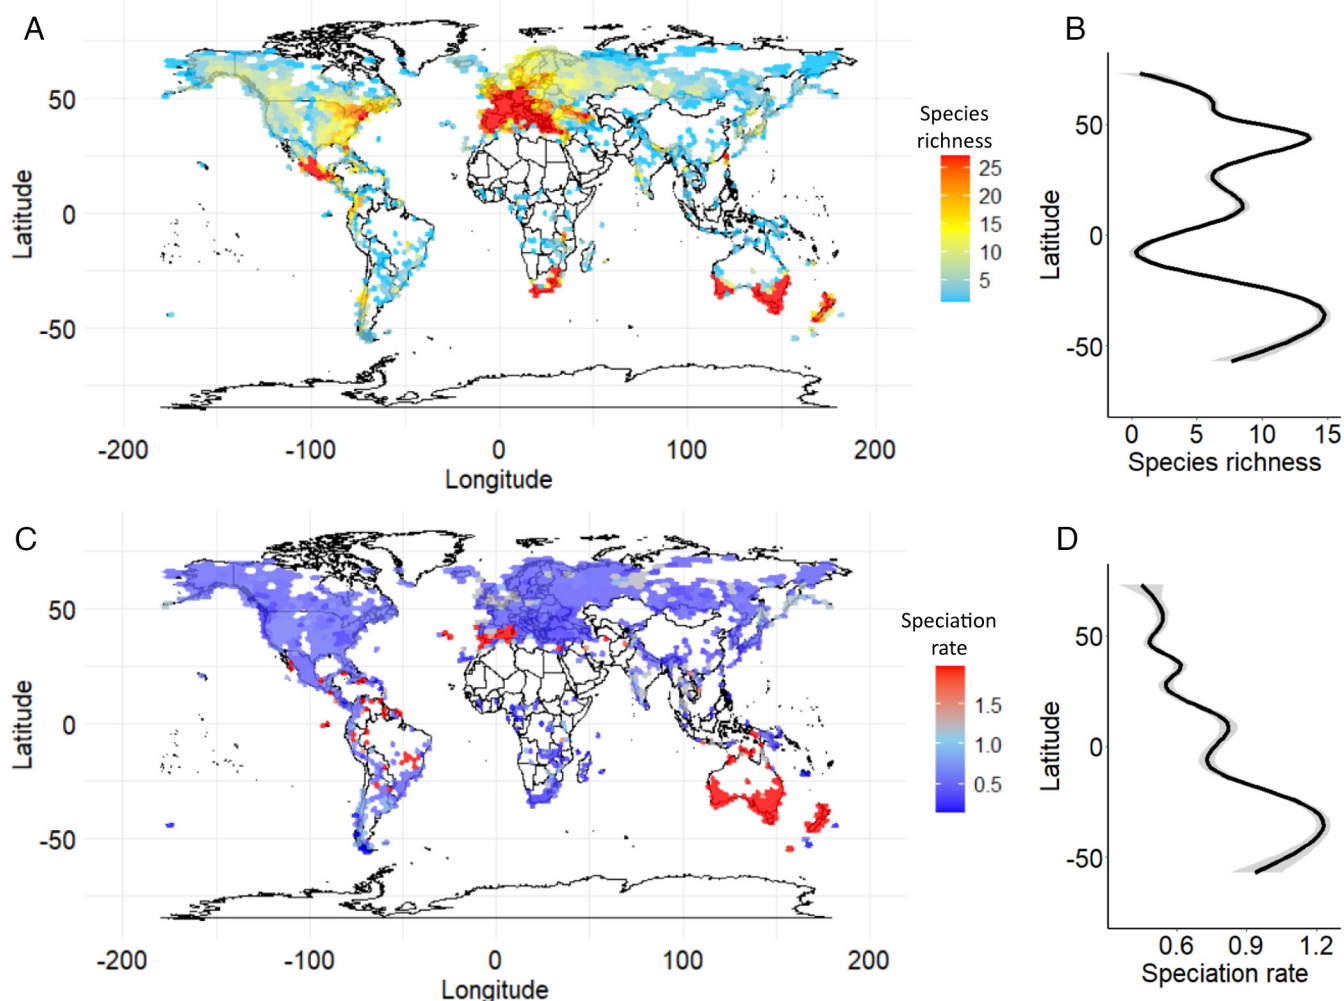 A
50
0
-50
Latitude
-200
-100
0
100
200
Longitude
Species
richness
25
20
15
10
5
B
50
0
-50
Latitude
0
5
10
15
Species richness
C
50
0
-50
Latitude
-200
-100
0
100
200
Longitude
Speciation
rate
1.5
1.0
0.5
D
50
0
-50
Latitude
0.6
0.9
1.2
Speciation rate